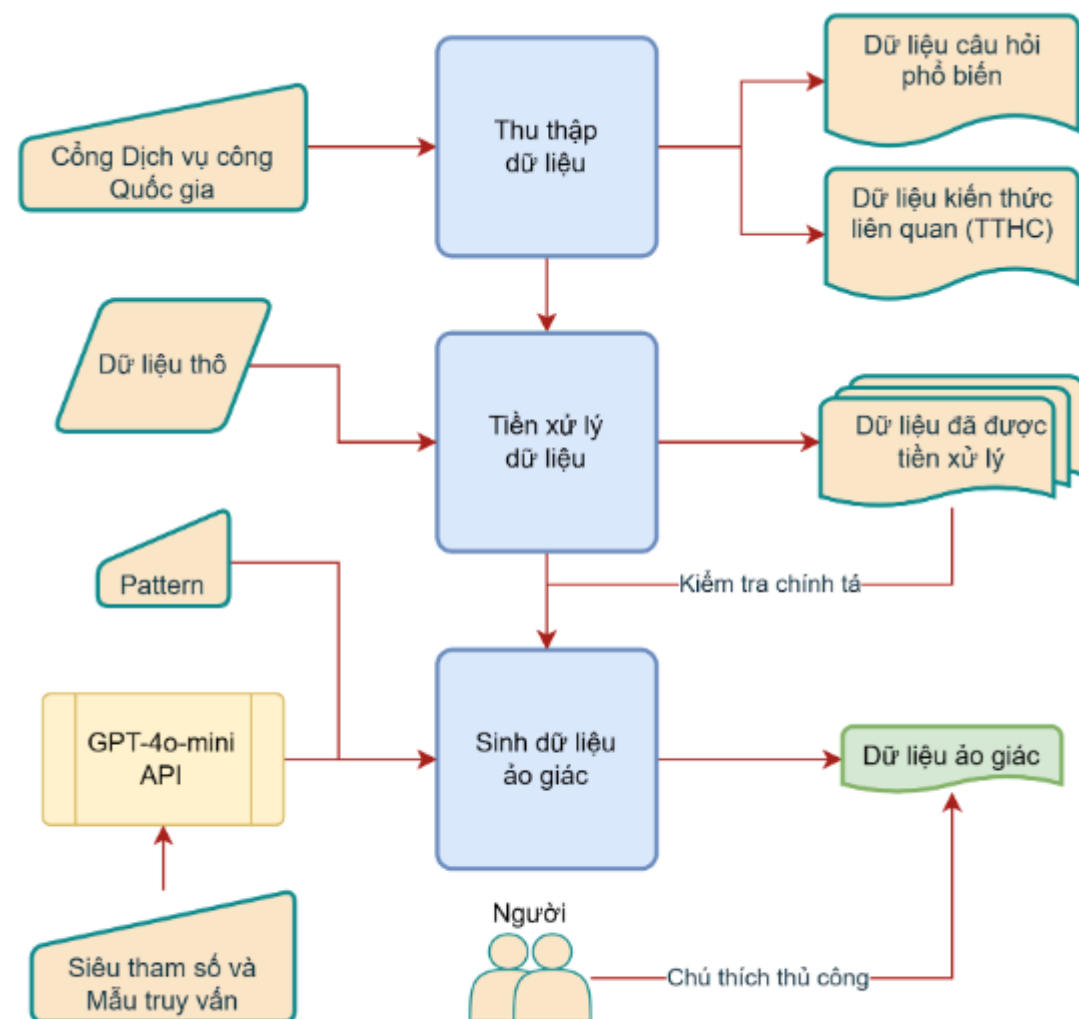 Cổng Dịch vụ công
Quốc gia
Thu thập
dữ liệu
Dữ liệu câu hỏi
phổ biến
Dữ liệu kiến thức
liên quan (TTHC)
Dữ liệu thô
Tiền xử lý
dữ liệu
Dữ liệu đã được
tiền xử lý
Pattern
Kiểm tra chính tả
GPT-4o-mini
API
Sinh dữ liệu
ảo giác
Dữ liệu ảo giác
Siêu tham số và
Mẫu truy vấn
Người
Chú thích thủ công